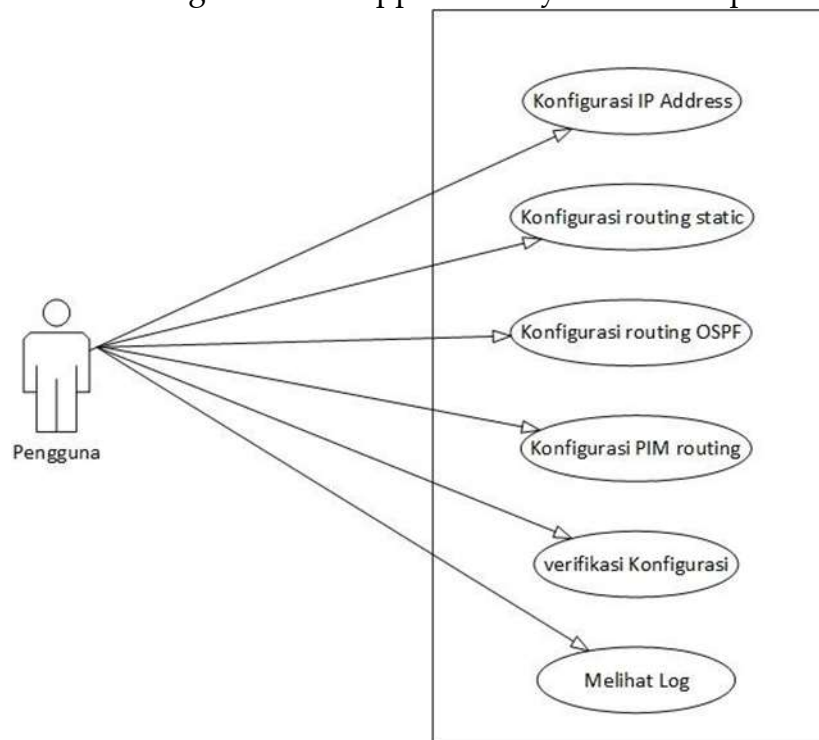 Konfigurasi IP Address
Konfigurasi routing static
Konfigurasi routing OSPF
Pengguna
Konfigurasi PIM routing
verifikasi Konfigurasi
Melihat Log